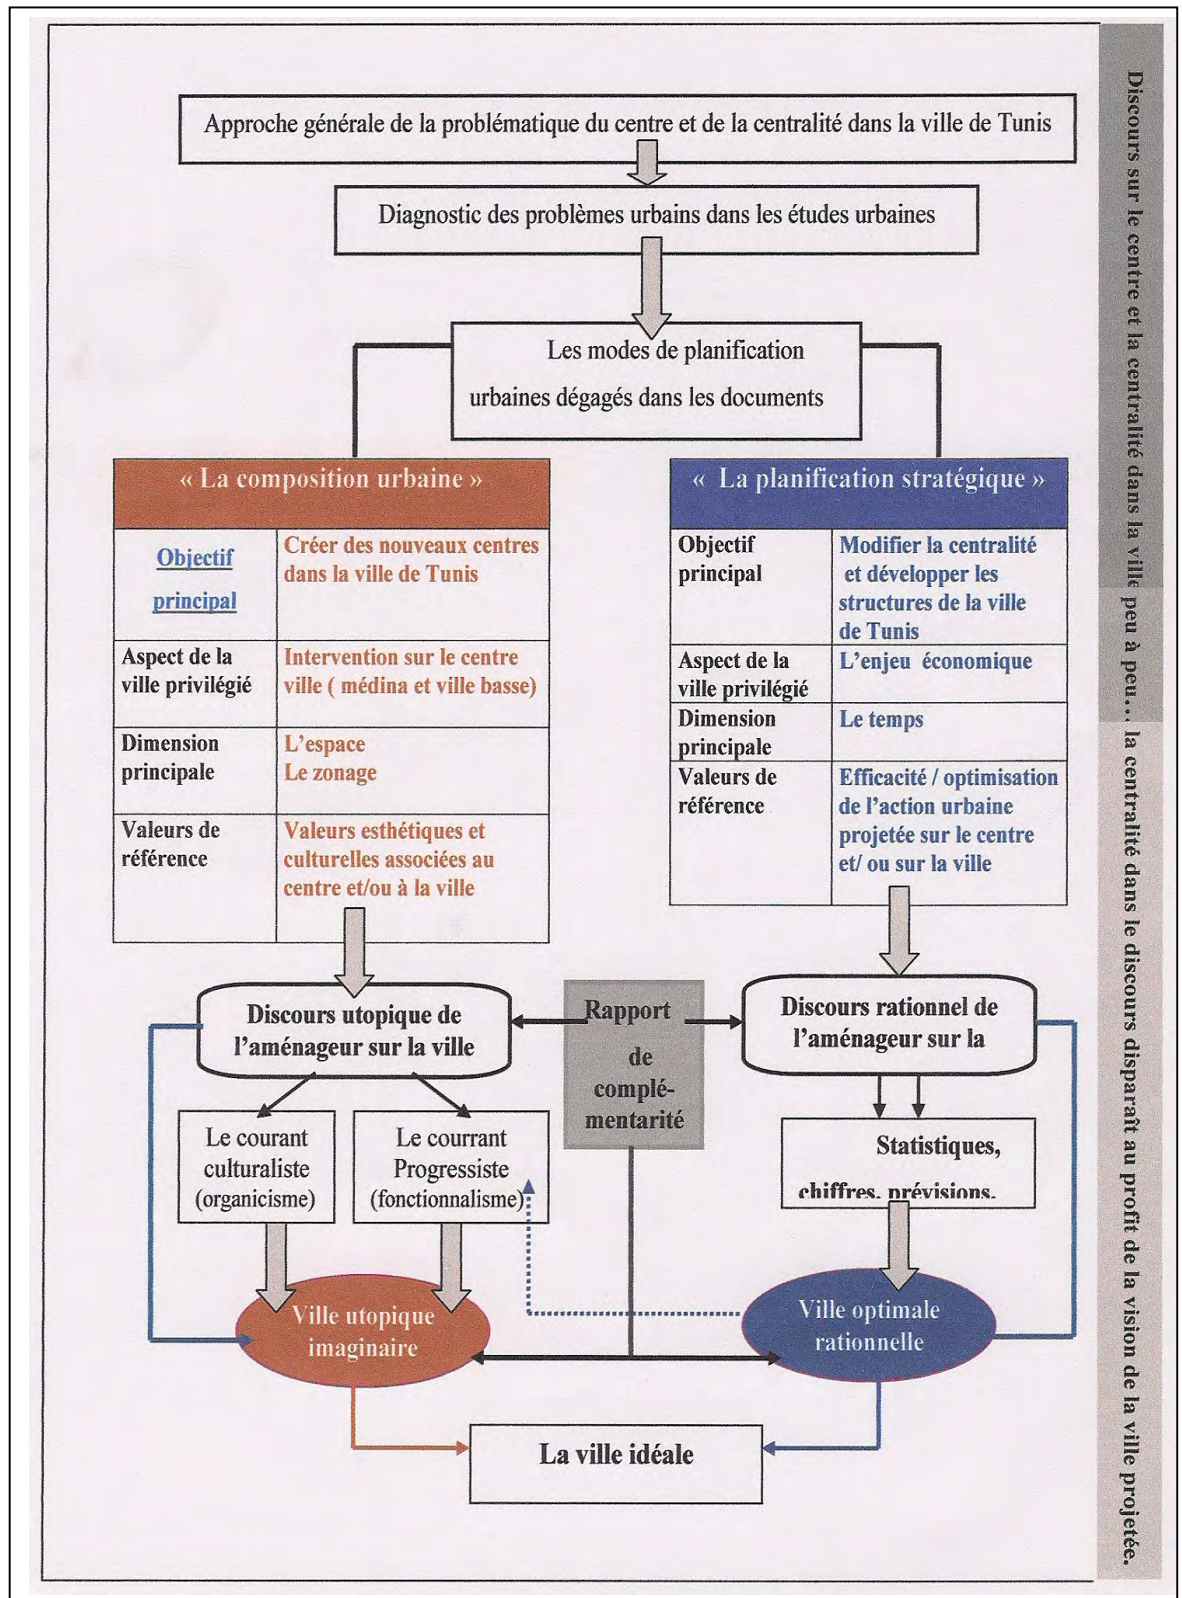 Approche générale de la problématique du centre et de la centralité dans la ville de Tunis
Diagnostic des problèmes urbains dans les études urbaines
Les modes de planification
urbaines dégagés dans les documents
« La composition urbaine »
Objectif
principal
Créer des nouveaux centres
dans la ville de Tunis
Aspect de la
ville privilégié
Intervention sur le centre
ville ( médina et ville basse)
Dimension
principale
L’espace
Le zonage
Valeurs de
référence
Valeurs esthétiques et
culturelles associées au
centre et/ou à la ville
« La planification stratégique »
Objectif
principal
Modifier la centralité
et développer les
structures de la ville
de Tunis
Aspect de la
ville privilégié
L’enjeu économique
Dimension
principale
Le temps
Valeurs de
référence
Efficacité / optimisation
de l’action urbaine
projetée sur le centre
et/ ou sur la ville
Discours utopique de
l’aménageur sur la ville
Rapport
de
complé-
mentarité
Discours rationnel de
l’aménageur sur la
Le courant
culturaliste
(organicisme)
Le courrant
Progressiste
(fonctionnalisme)
Statistiques,
chiffres, prévisions,
Ville utopique
imaginaire
Ville optimale
rationnelle
La ville idéale
Discours sur le centre et la centralité dans la ville peu à peu… la centralité dans le discours disparaît au profit de la vision de la ville projetée.